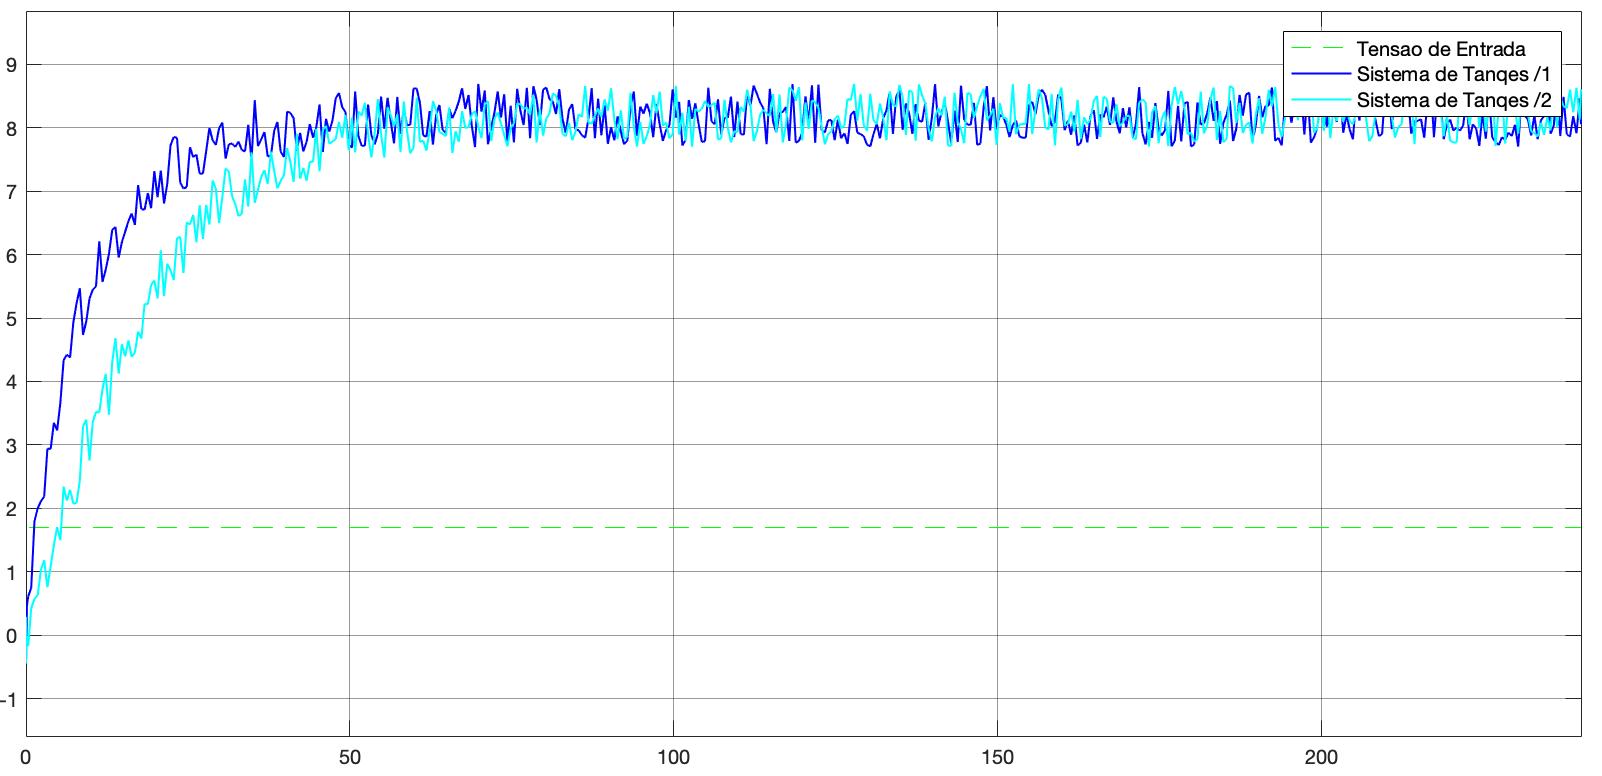 9
8
7
6
5
4
3
2
1
0
-1
0 50 100 150 200
Tensao de Entrada
Sistema de Tanqes /1
Sistema de Tanqes /2